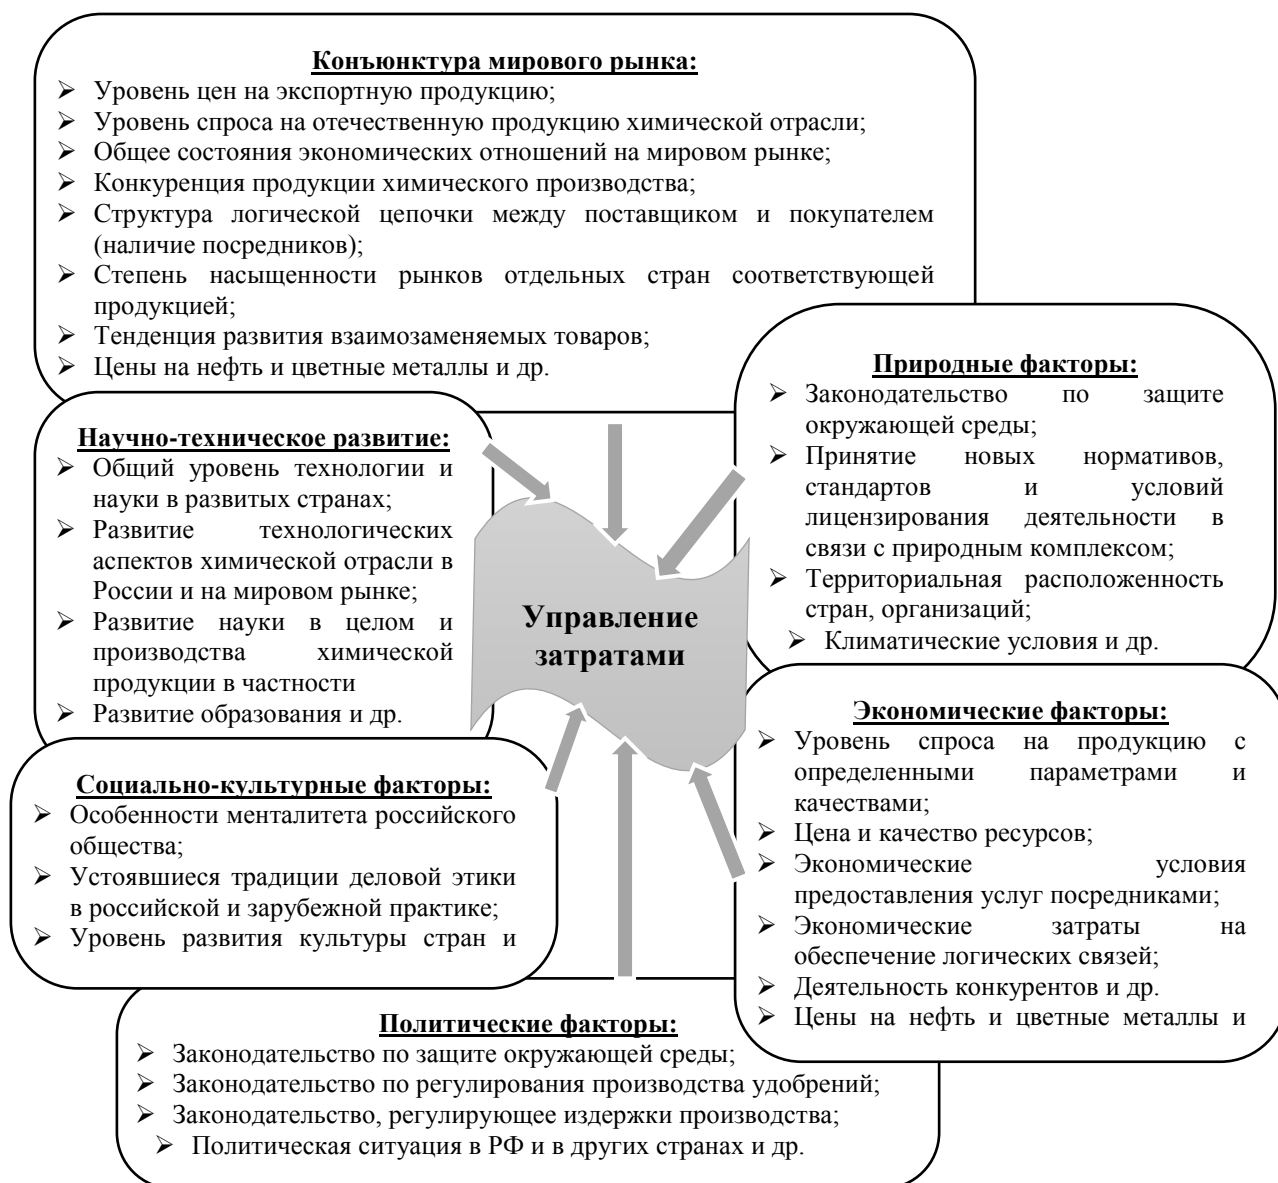 Конъюнктура мирового рынка:
➢ Уровень цен на экспортную продукцию;
➢ Уровень спроса на отечественную продукцию химической отрасли;
➢ Общее состояния экономических отношений на мировом рынке;
➢ Конкуренция продукции химического производства;
➢ Структура логической цепочки между поставщиком и покупателем
(наличие посредников);
➢ Степень насыщенности рынков отдельных стран соответствующей
продукцией;
➢ Тенденция развития взаимозаменяемых товаров;
➢ Цены на нефть и цветные металлы и др.
Природные факторы:
➢ Законодательство по защите
окружающей среды;
➢ Принятие новых нормативов,
стандартов и условий
лицензирования деятельности в
связи с природным комплексом;
➢ Территориальная расположенность
стран, организаций;
➢ Климатические условия и др.
Научно-техническое развитие:
➢ Общий уровень технологии и
науки в развитых странах;
➢ Развитие технологических
аспектов химической отрасли в
России и на мировом рынке;
➢ Развитие науки в целом и
производства химической
продукции в частности
➢ Развитие образования и др.
Управление
затратами
Экономические факторы:
➢ Уровень спроса на продукцию с
определенными параметрами и
качествами;
➢ Цена и качество ресурсов;
➢ Экономические условия
предоставления услуг посредниками;
➢ Экономические затраты на
обеспечение логических связей;
➢ Деятельность конкурентов и др.
➢ Цены на нефть и цветные металлы и
Социально-культурные факторы:
➢ Особенности менталитета российского
общества;
➢ Устоявшиеся традиции деловой этики
в российской и зарубежной практике;
➢ Уровень развития культуры стран и
Политические факторы:
➢ Законодательство по защите окружающей среды;
➢ Законодательство по регулирования производства удобрений;
➢ Законодательство, регулирующее издержки производства;
➢ Политическая ситуация в РФ и в других странах и др.